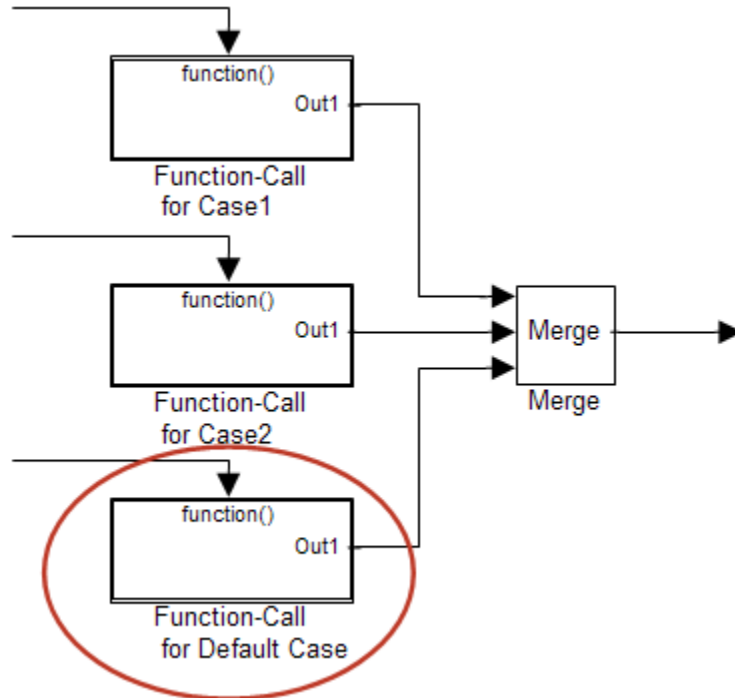 function()
Out1
Function-Call
for Case1
function()
Out1
Function-Call
for Case2
Merge
Merge
function()
Out1
Function-Call
for Default Case